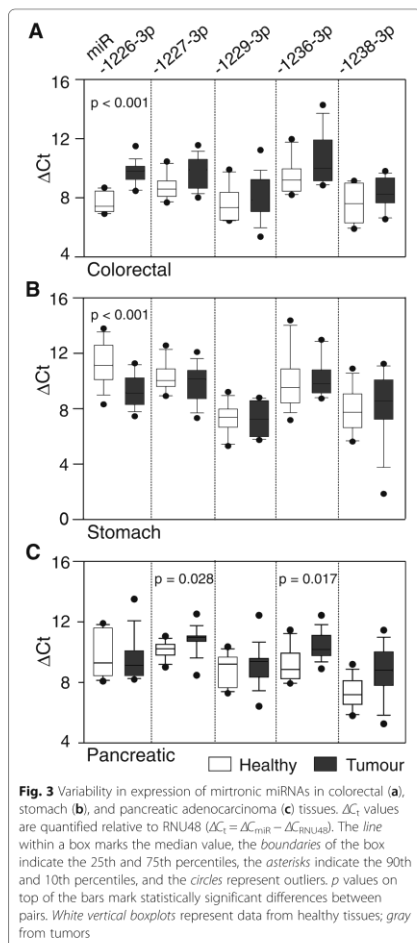 A
miR -1226-3p -1227-3p -1229-3p -1236-3p -1238-3p
16
p < 0.001
12
ΔCt
8
4
Colorectal
B
16
p < 0.001
12
ΔCt
8
4
0
Stomach
C
16
p = 0.028 p = 0.017
12
ΔCt
8
4
Pancreatic
Healthy Tumour
Fig. 3 Variability in expression of mirtronic miRNAs in colorectal (a),
stomach (b), and pancreatic adenocarcinoma (c) tissues. ΔCt values
are quantified relative to RNU48 (ΔCt = ΔCmiR − ΔCRNU48). The line
within a box marks the median value, the boundaries of the box
indicate the 25th and 75th percentiles, the asterisks indicate the 90th
and 10th percentiles, and the circles represent outliers. p values on
top of the bars mark statistically significant differences between
pairs. White vertical boxplots represent data from healthy tissues; gray
from tumors